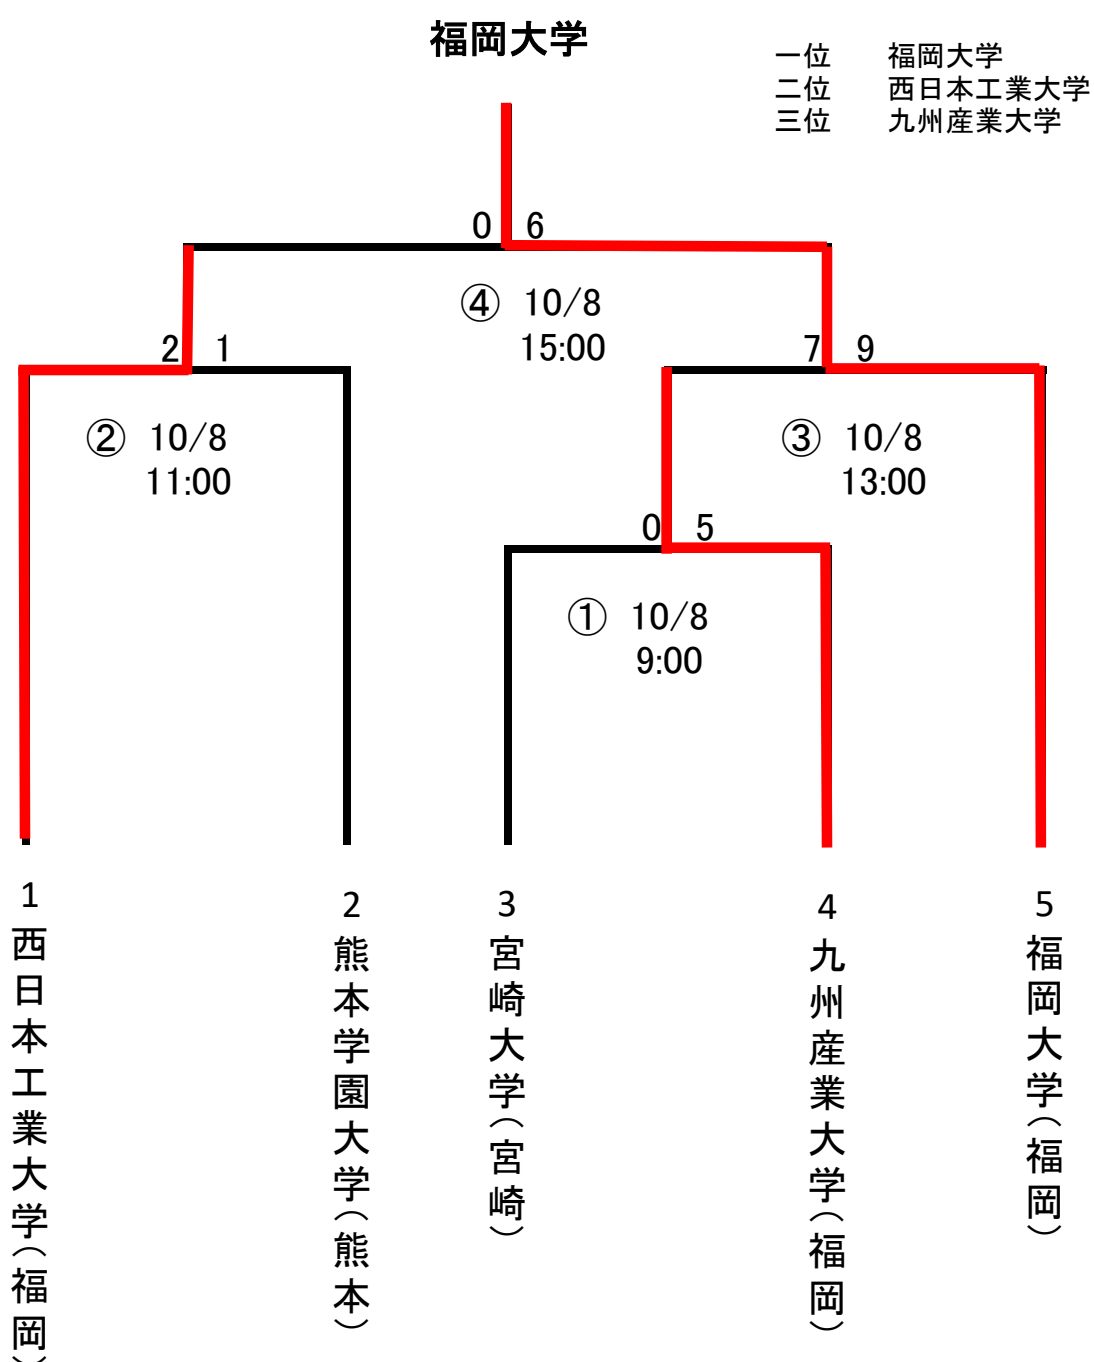 福岡大学
一位 福岡大学
二位 西日本工業大学
三位 九州産業大学
0 6
④ 10/8
15:00
2 1
7 9
② 10/8
11:00
③ 10/8
13:00
0 5
① 10/8
9:00
1
西日本工業大学(福岡)
2
熊本学園大学(熊本)
3
宮崎大学(宮崎)
4
九州産業大学(福岡)
5
福岡大学(福岡)